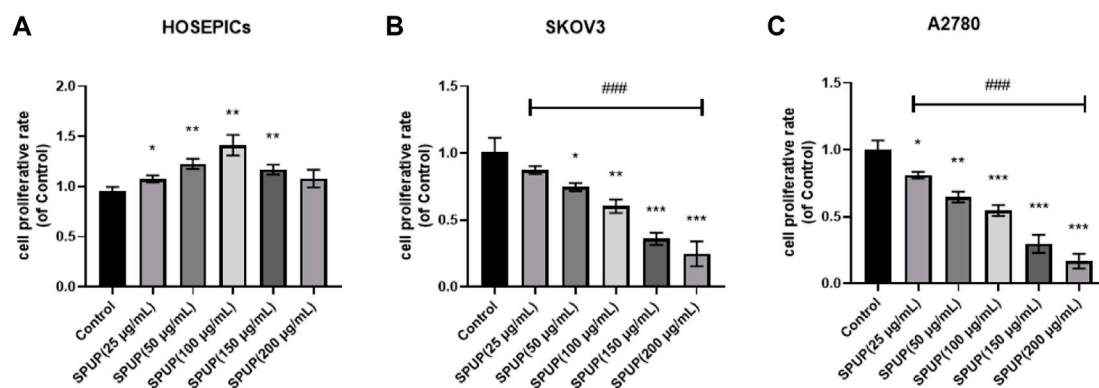 A
HOSEPICs
cell proliferative rate
(of Control)
2.0
1.5
1.0
0.5
0.0
*
**
**
**
Control
SPUP(25 μg/mL)
SPUP(50 μg/mL)
SPUP(100 μg/mL)
SPUP(150 μg/mL)
SPUP(200 μg/mL)
B
SKOV3
cell proliferative rate
(of Control)
1.5
1.0
0.5
0.0
###
*
**
***
***
Control
SPUP(25 μg/mL)
SPUP(50 μg/mL)
SPUP(100 μg/mL)
SPUP(150 μg/mL)
SPUP(200 μg/mL)
C
A2780
cell proliferative rate
(of Control)
1.5
1.0
0.5
0.0
###
*
**
***
***
***
Control
SPUP(25 μg/mL)
SPUP(50 μg/mL)
SPUP(100 μg/mL)
SPUP(150 μg/mL)
SPUP(200 μg/mL)